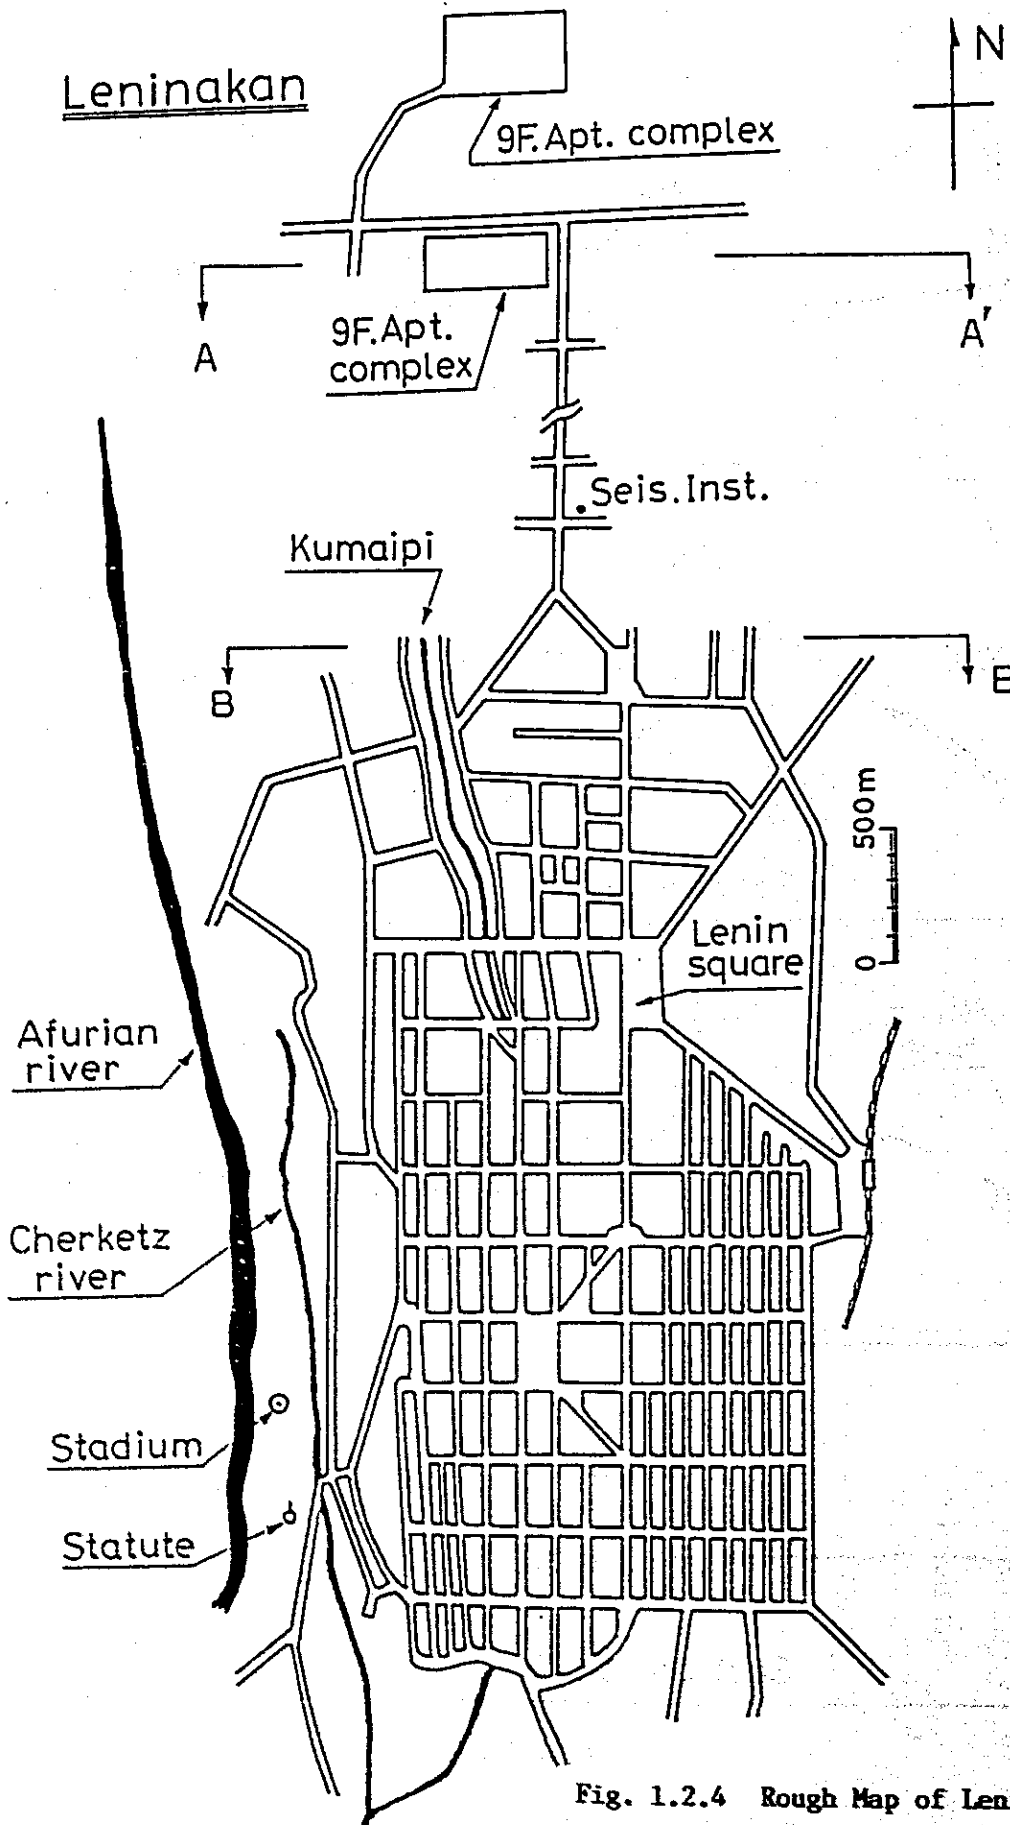 Leninakan
N
9F.Apt. complex
A
A'
9F.Apt.
complex
Seis.Inst.
Kumaipi
B
500m
0
Lenin
square
Afurian
river
Cherketz
river
Stadium
Statute
Fig. 1.2.4 Rough Map of Len